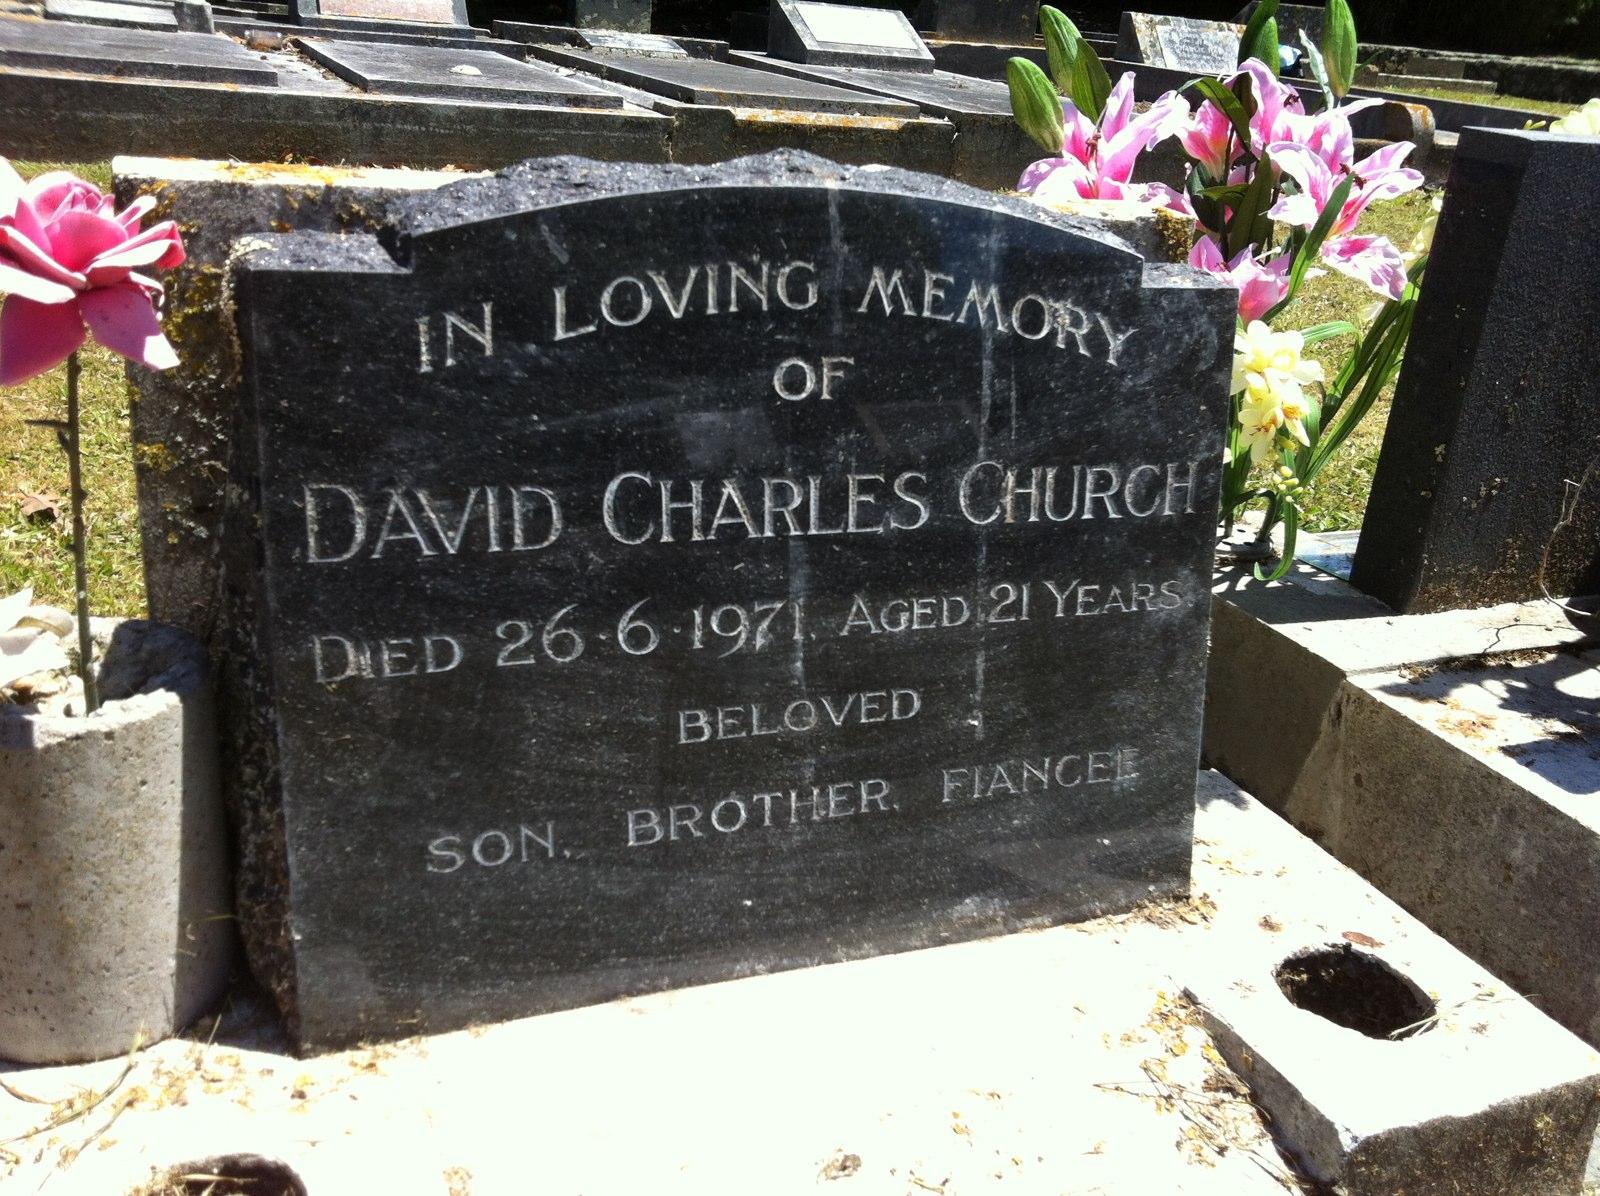 IN LOVING MEMORY
OF
DAVID CHARLES CHURCH
DIED 26·6·1971. AGED 21 YEARS
BELOVED
SON. BROTHER. FIANCEE